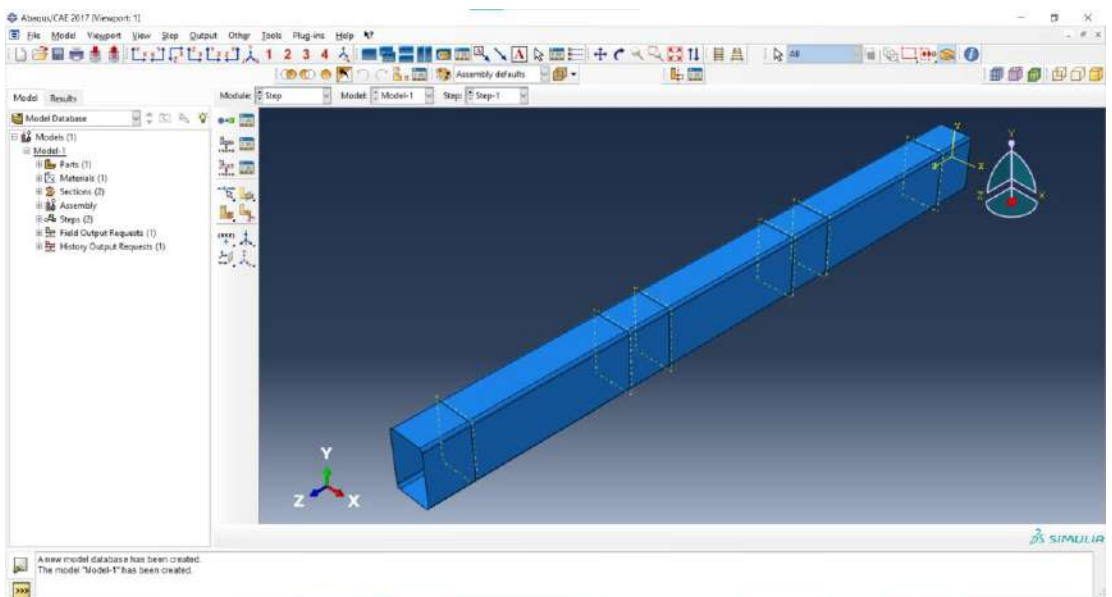 Abaqus/CAE 2017 [Viewport: 1]
File Model Viewport View Step Output Other Tools Plug-ins Help
1 2 3 4 All
Assembly defaults
Model Results Module: Step Model: Model-1 Step: Step-1
Model Database
Models (1)
Model-1
Parts (1)
Materials (1)
Sections (2)
Assembly
Steps (2)
Field Output Requests (1)
History Output Requests (1)
Y
X
Y
Z X
Y
Z X
SIMULIA
A new model database has been created.
The model "Model-1" has been created.
>>>